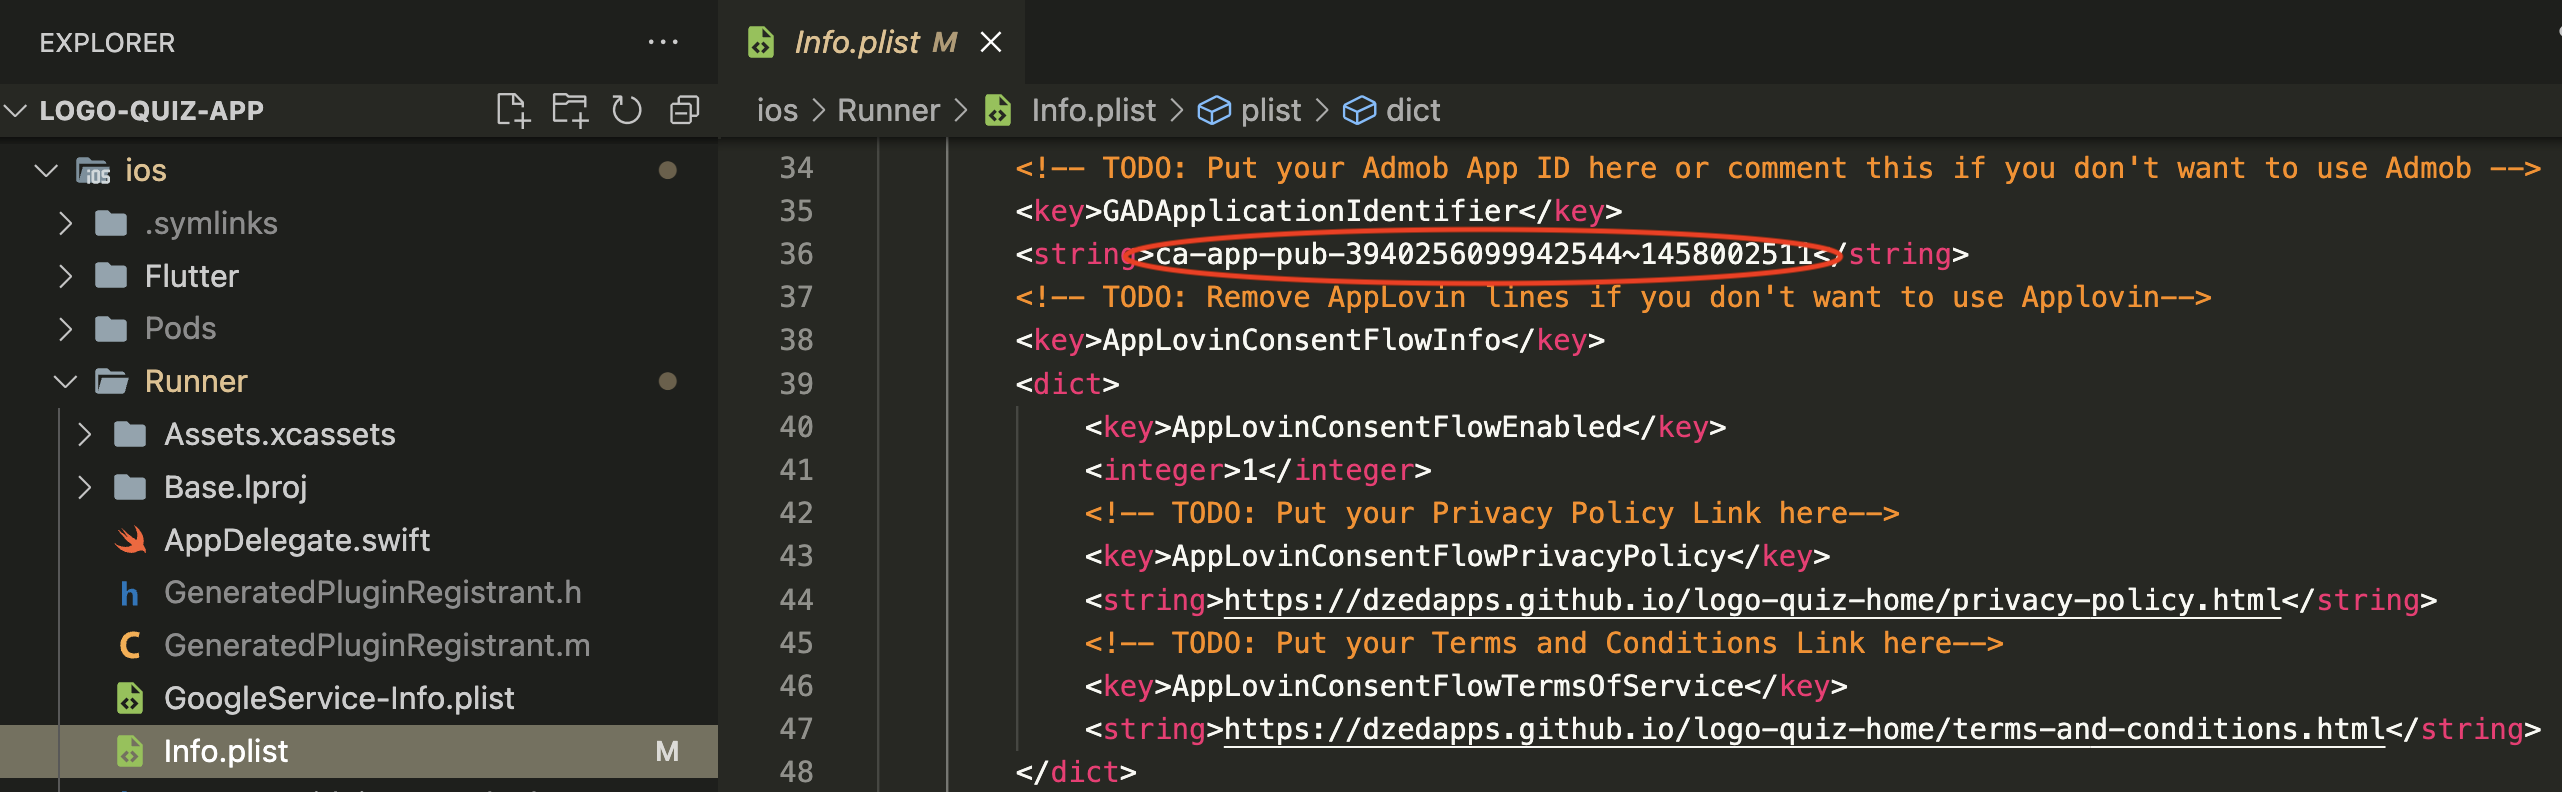 EXPLORER
LOGO-QUIZ-APP
ios
.symlinks
Flutter
Pods
Runner
Assets.xcassets
Base.lproj
AppDelegate.swift
h GeneratedPluginRegistrant.h
C GeneratedPluginRegistrant.m
GoogleService-Info.plist
Info.plist M
Info.plist M
ios > Runner > Info.plist > plist > dict
34 <!-- TODO: Put your Admob App ID here or comment this if you don't want to use Admob -->
35 <key>GADApplicationIdentifier</key>
36 <string>ca-app-pub-3940256099942544~1458002511</string>
37 <!-- TODO: Remove AppLovin lines if you don't want to use Applovin-->
38 <key>AppLovinConsentFlowInfo</key>
39 <dict>
40 <key>AppLovinConsentFlowEnabled</key>
41 <integer>1</integer>
42 <!-- TODO: Put your Privacy Policy Link here-->
43 <key>AppLovinConsentFlowPrivacyPolicy</key>
44 <string>https://dzedapps.github.io/logo-quiz-home/privacy-policy.html</string>
45 <!-- TODO: Put your Terms and Conditions Link here-->
46 <key>AppLovinConsentFlowTermsOfService</key>
47 <string>https://dzedapps.github.io/logo-quiz-home/terms-and-conditions.html</string>
48 </dict>